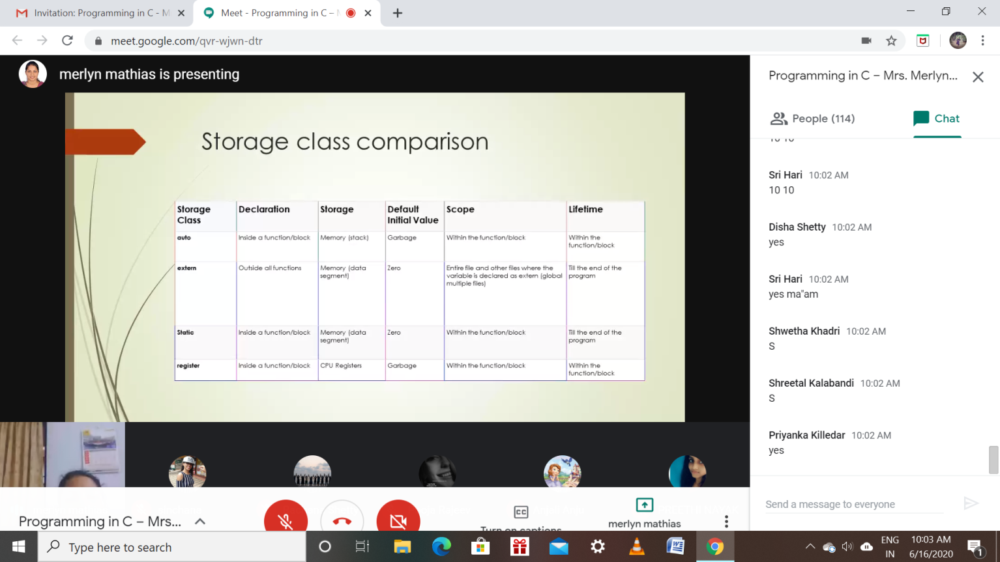 Invitation: Programming in C - M
Meet - Programming in C –
meet.google.com/qvr-wjwn-dtr
merlyn mathias is presenting
Storage class comparison
Storage Class	Declaration	Storage	Default Initial Value	Scope	Lifetime
auto	Inside a function/block	Memory (stack)	Garbage	Within the function/block	Within the function/block
extern	Outside all functions	Memory (data segment)	Zero	Entire file and other files where the variable is declared as extern (global multiple files)	Till the end of the program
Static	Inside a function/block	Memory (data segment)	Zero	Within the function/block	Till the end of the program
register	Inside a function/block	CPU Registers	Garbage	Within the function/block	Within the function/block
Programming in C – Mrs. Merlyn...
People (114)
Chat
10 10
Sri Hari 10:02 AM
10 10
Disha Shetty 10:02 AM
yes
Sri Hari 10:02 AM
yes ma"am
Shwetha Khadri 10:02 AM
S
Shreetal Kalabandi 10:02 AM
S
Priyanka Killedar 10:02 AM
yes
Send a message to everyone
Programming in C – Mrs...
Turn on captions
merlyn mathias
Type here to search
ENG
IN
10:03 AM
6/16/2020
1